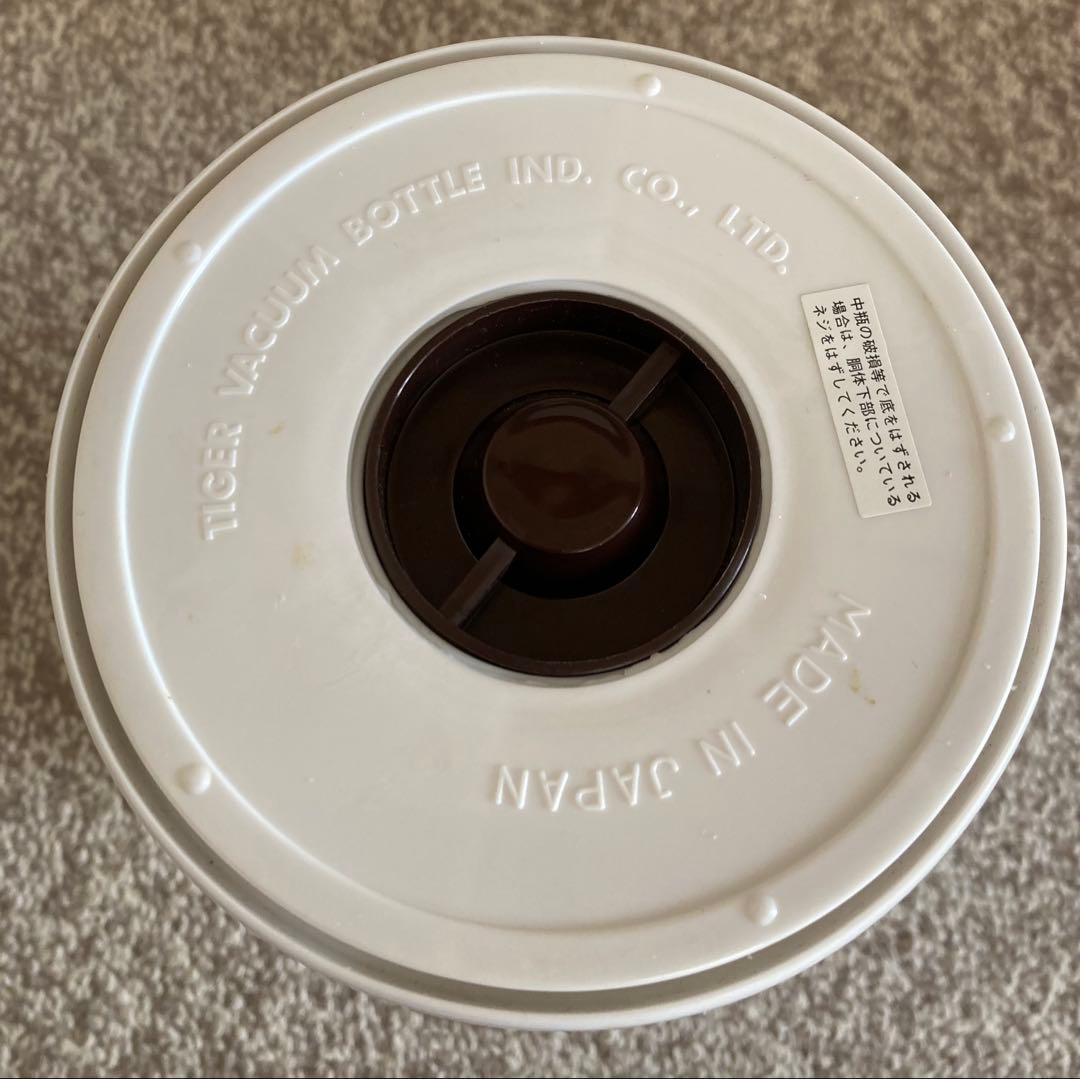 TIGER VACUUM BOTTLE IND. CO., LTD.
中瓶の破損等で底をはずされる
場合は、胴体下部についている
ネジをはずしてください。
MADE IN JAPAN